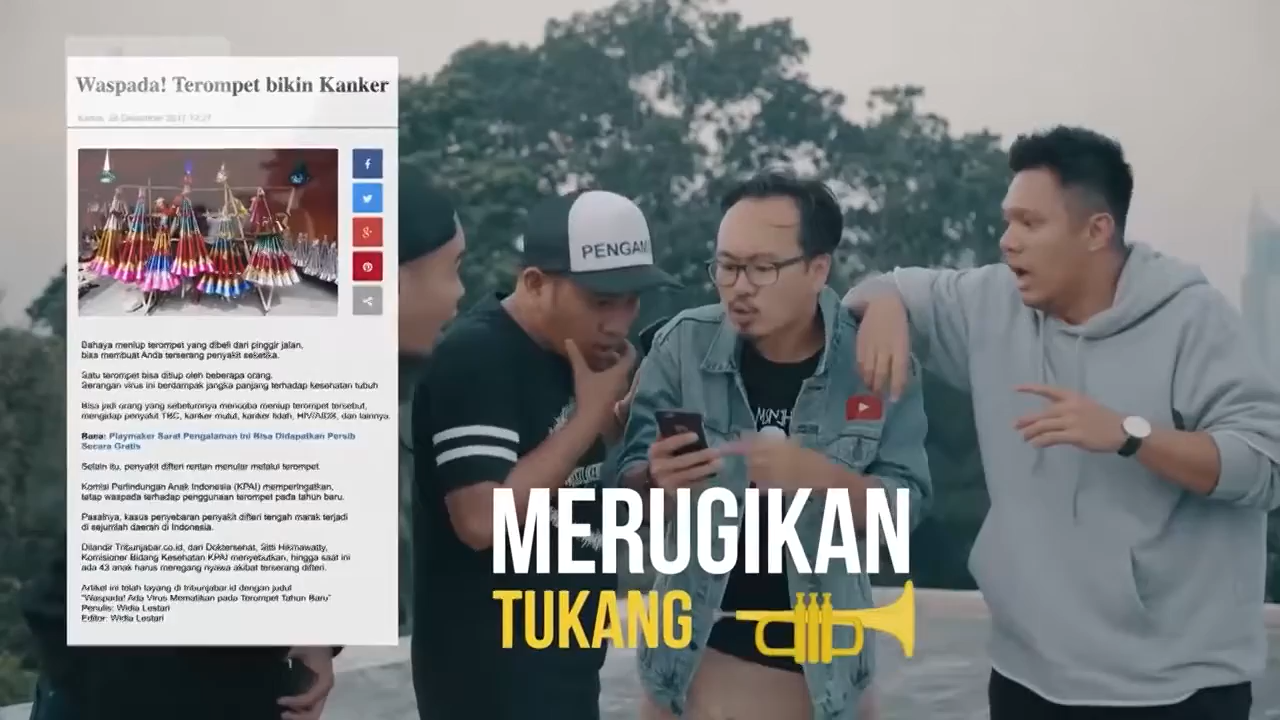 Waspada! Terompet bikin Kanker
Bahaya meniup terompet yang dibeli dari pinggir jalan,
bisa membuat Anda terserang penyakit seketika.
Satu terompet bisa ditiup oleh beberapa orang.
Serangan virus ini berdampak jangka panjang terhadap kesehatan tubuh
Bisa jadi orang yang sebelumnya mencoba meniup terompet tersebut,
mengidap penyakit TBC, kanker mulut, kanker lidah, HIV/AIDS, dan lainnya.
Baca: Playmaker Sarat Pengalaman Ini Bisa Didapatkan Persib
Secara Gratis
Selain itu, penyakit difteri rentan menular melalui terompet
Komisi Perlindungan Anak Indonesia (KPAI) memperingatkan,
tetap waspada terhadap penggunaan terompet pada tahun baru.
Pasalnya, kasus penyebaran penyakit difteri tengah marak terjadi
di sejumlah daerah di Indonesia.
Dilansir Tribunjabar.co.id, dari Doktersehat, Sitti Hikmawatty,
Komisioner Bidang Kesehatan KPAI menyebutkan, hingga saat ini
ada 43 anak harus meregang nyawa akibat terserang difteri.
Artikel ini telah tayang di tribunjabar.id dengan judul
"Waspada! Ada Virus Mematikan pada Terompet Tahun Baru"
Penulis: Widia Lestari
Editor: Widia Lestari
PENGAM
MERUGIKAN
TUKANG